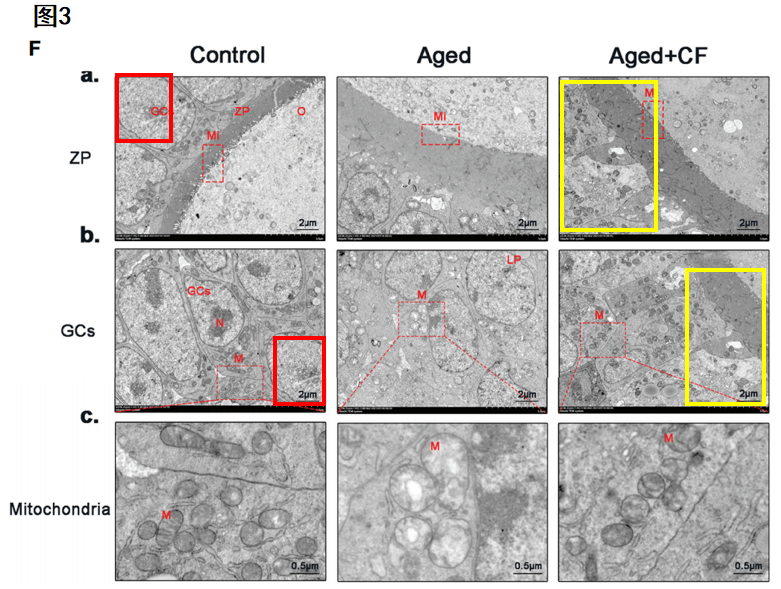 图3
F
Control Aged Aged+CF
a.
ZP
GC ZP O
Mi
2μm
Mi
2μm
M
2μm
b.
GCs
GCs
N
M
2μm
LP
M
2μm
M
2μm
c.
Mitochondria
M
0.5μm
M
0.5μm
M
0.5μm